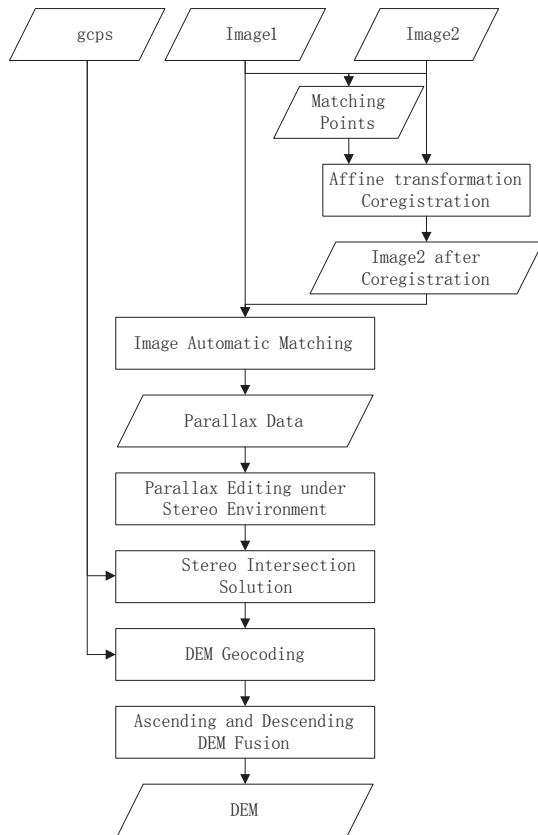 gcps
Image1
Image2
Matching
Points
Affine transformation
Coregistration
Image2 after
Coregistration
Image Automatic Matching
Parallax Data
Parallax Editing under
Stereo Environment
Stereo Intersection
Solution
DEM Geocoding
Ascending and Descending
DEM Fusion
DEM